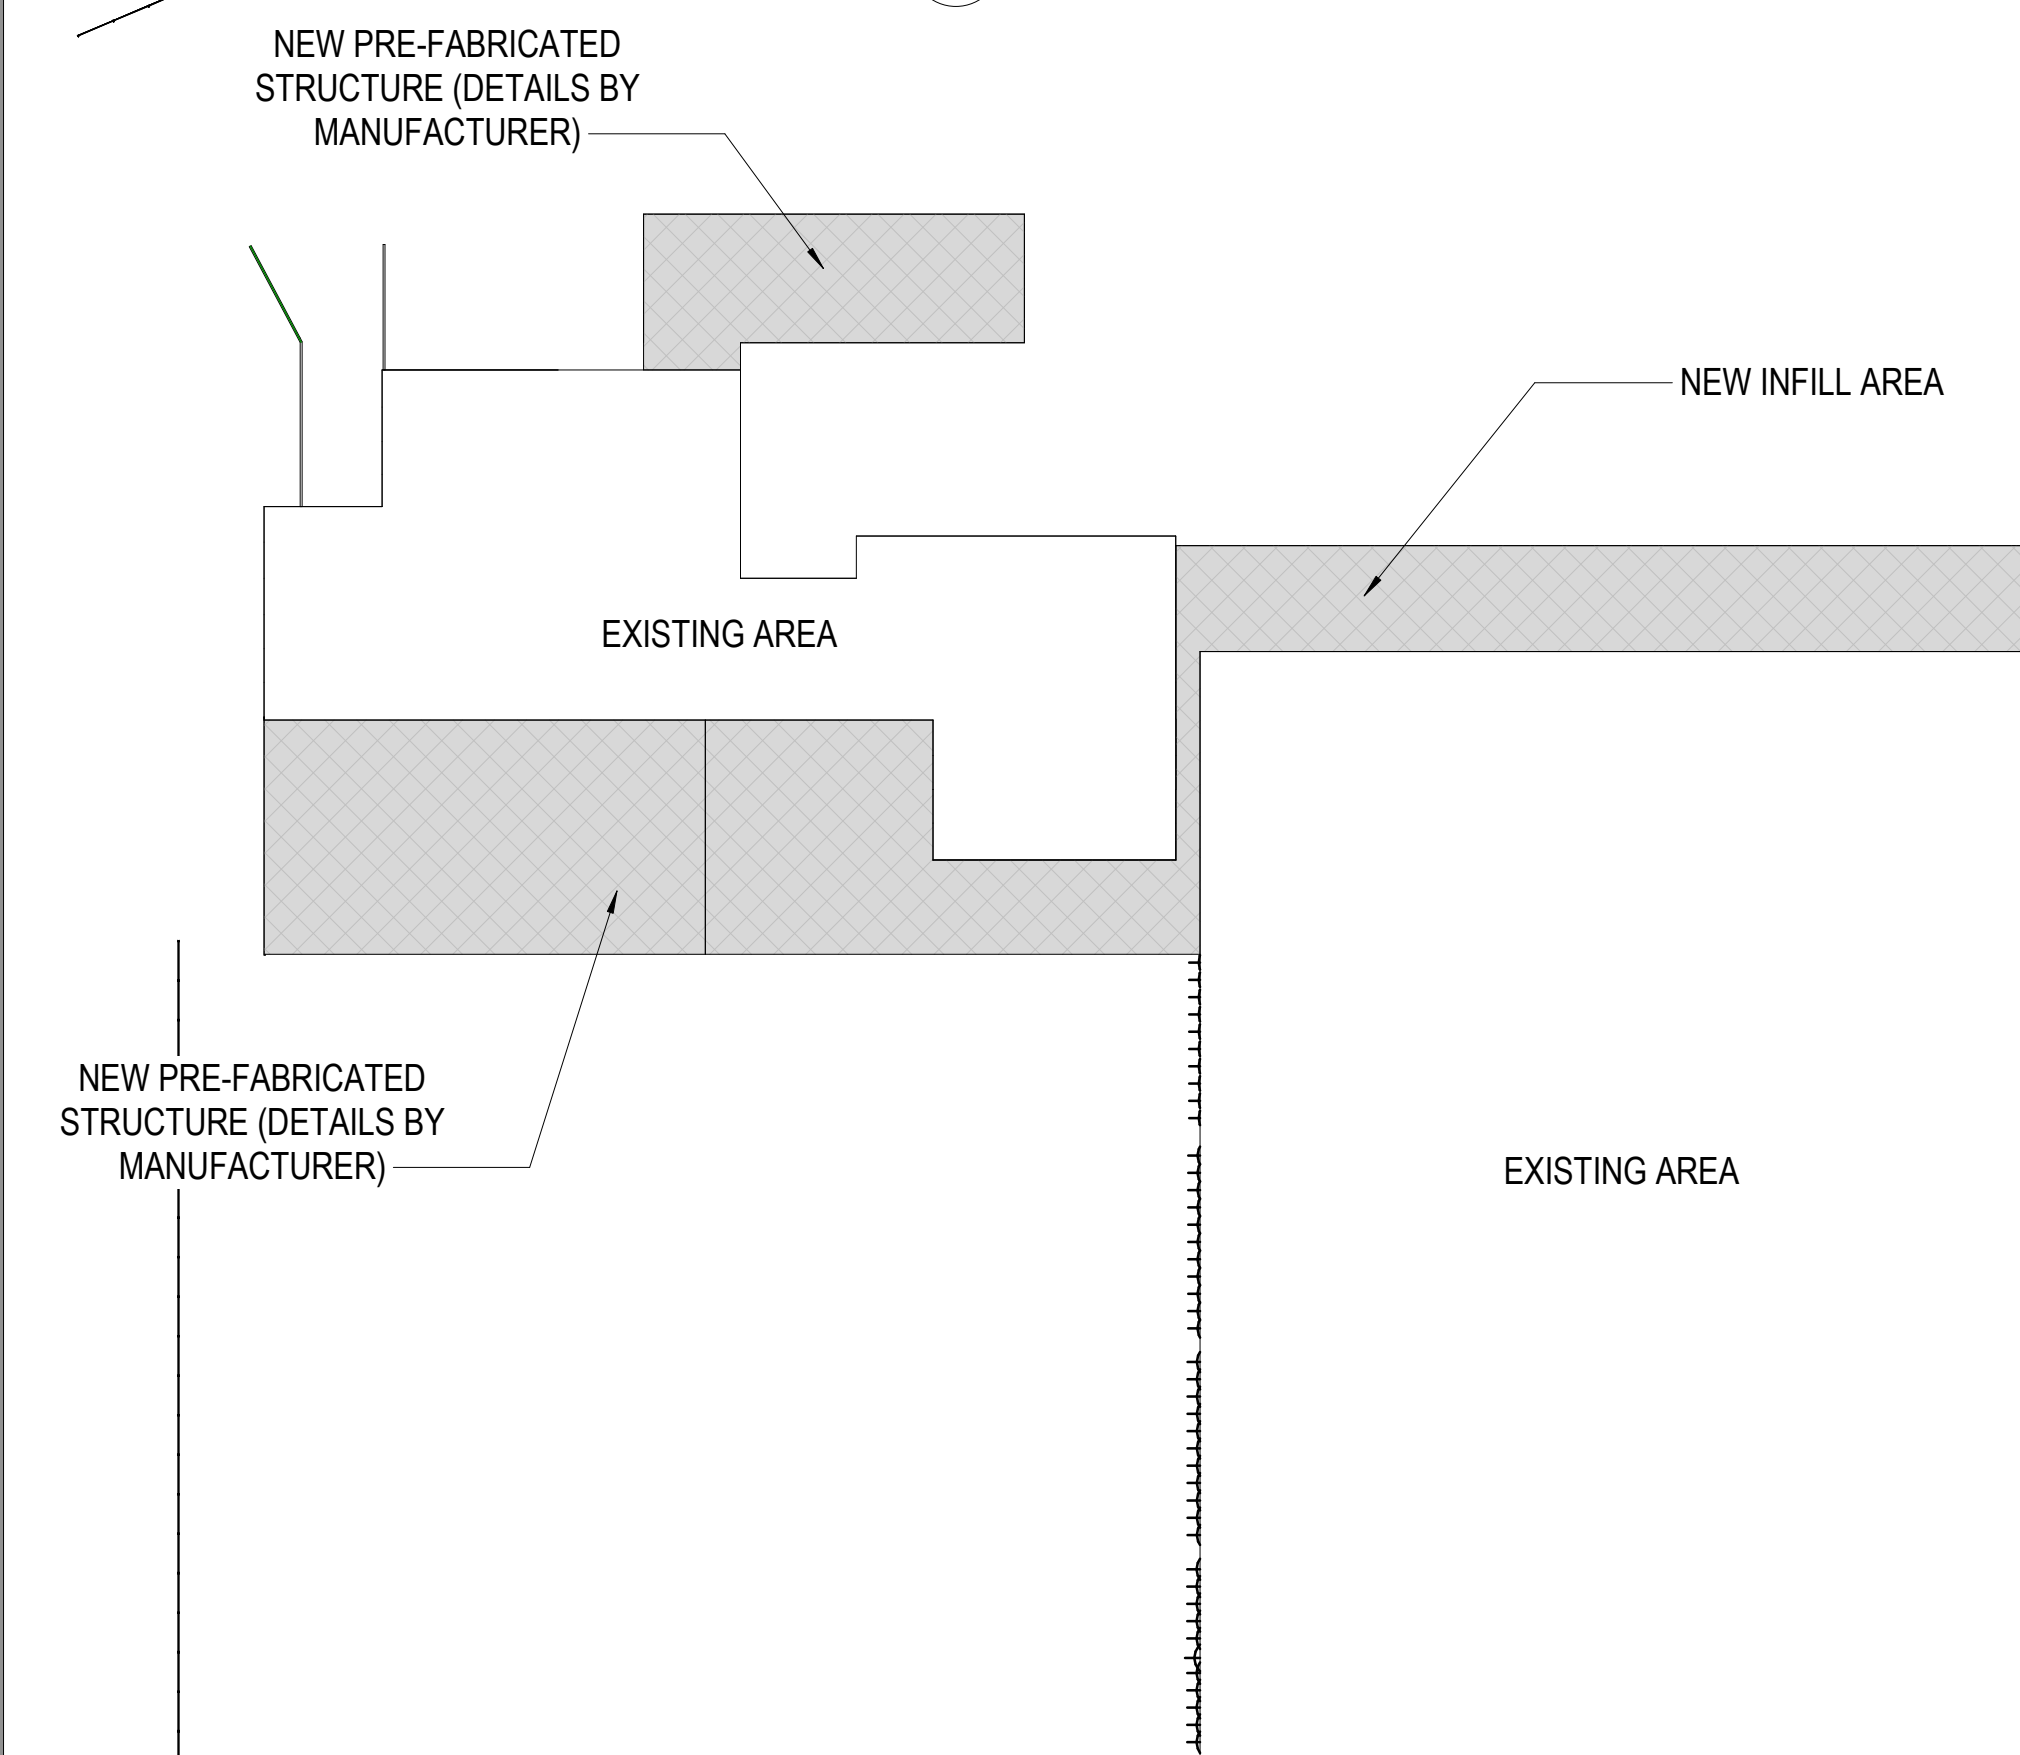 NEW PRE-FABRICATED
STRUCTURE (DETAILS BY
MANUFACTURER)
NEW INFILL AREA
EXISTING AREA
NEW PRE-FABRICATED
STRUCTURE (DETAILS BY
MANUFACTURER)
EXISTING AREA